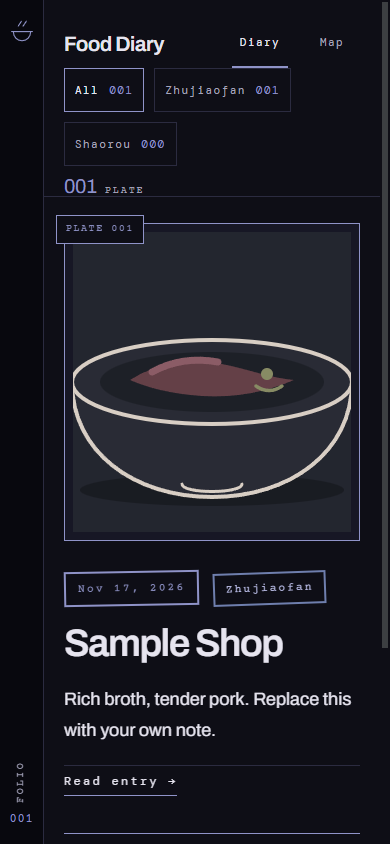 Food Diary
Diary
Map
All 001
Zhujiaofan 001
Shaorou 000
001 PLATE
PLATE 001
Nov 17, 2026
Zhujiaofan
Sample Shop
Rich broth, tender pork. Replace this
with your own note.
Read entry →
FOLIO
001